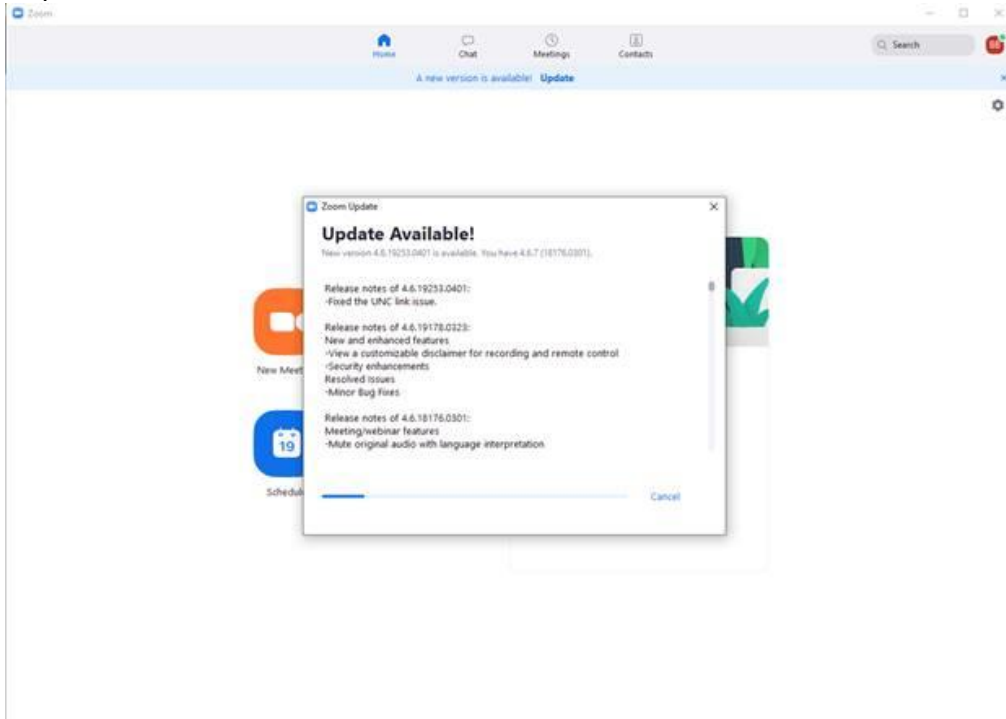 Zoom
Home
Chat
Meetings
Contacts
Search
A new version is available! Update
Zoom Update
Update Available!
New version 4.6.19253.0401 is available. You have 4.6.7 (18176.0301).
Release notes of 4.6.19253.0401:
-Fixed the UNC link issue.
Release notes of 4.6.19178.0323:
New and enhanced features
-View a customizable disclaimer for recording and remote control
-Security enhancements
Resolved Issues
-Minor Bug Fixes
Release notes of 4.6.18176.0301:
Meeting/webinar features
-Mute original audio with language interpretation
New Meet
19
Schedul
Cancel